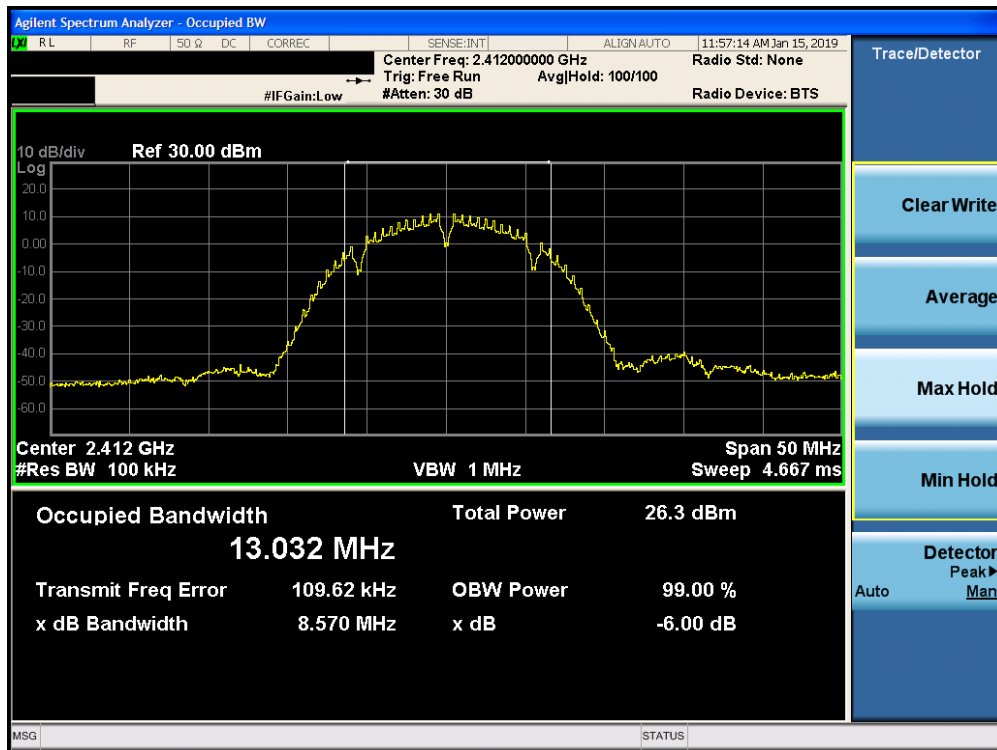 Agilent Spectrum Analyzer - Occupied BW
LXI RL RF 50 Ω DC CORREC SENSE:INT ALIGN AUTO 11:57:14 AM Jan 15, 2019
Center Freq: 2.412000000 GHz Radio Std: None
Trig: Free Run Avg|Hold: 100/100
#IFGain:Low #Atten: 30 dB Radio Device: BTS
Trace/Detector
10 dB/div Ref 30.00 dBm
Log
20.0
10.0
0.00
-10.0
-20.0
-30.0
-40.0
-50.0
-60.0
Center 2.412 GHz Span 50 MHz
#Res BW 100 kHz VBW 1 MHz Sweep 4.667 ms
Occupied Bandwidth Total Power 26.3 dBm
13.032 MHz
Transmit Freq Error 109.62 kHz OBW Power 99.00 %
x dB Bandwidth 8.570 MHz x dB -6.00 dB
Clear Write
Average
Max Hold
Min Hold
Detector
Peak▶
Auto Man
MSG STATUS